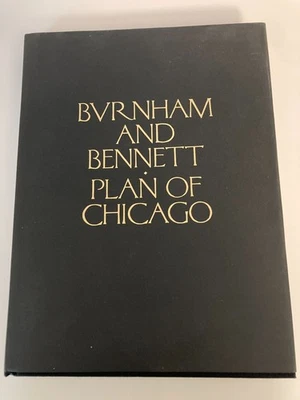 BVRNHAM
AND
BENNETT
·
PLAN OF
CHICAGO